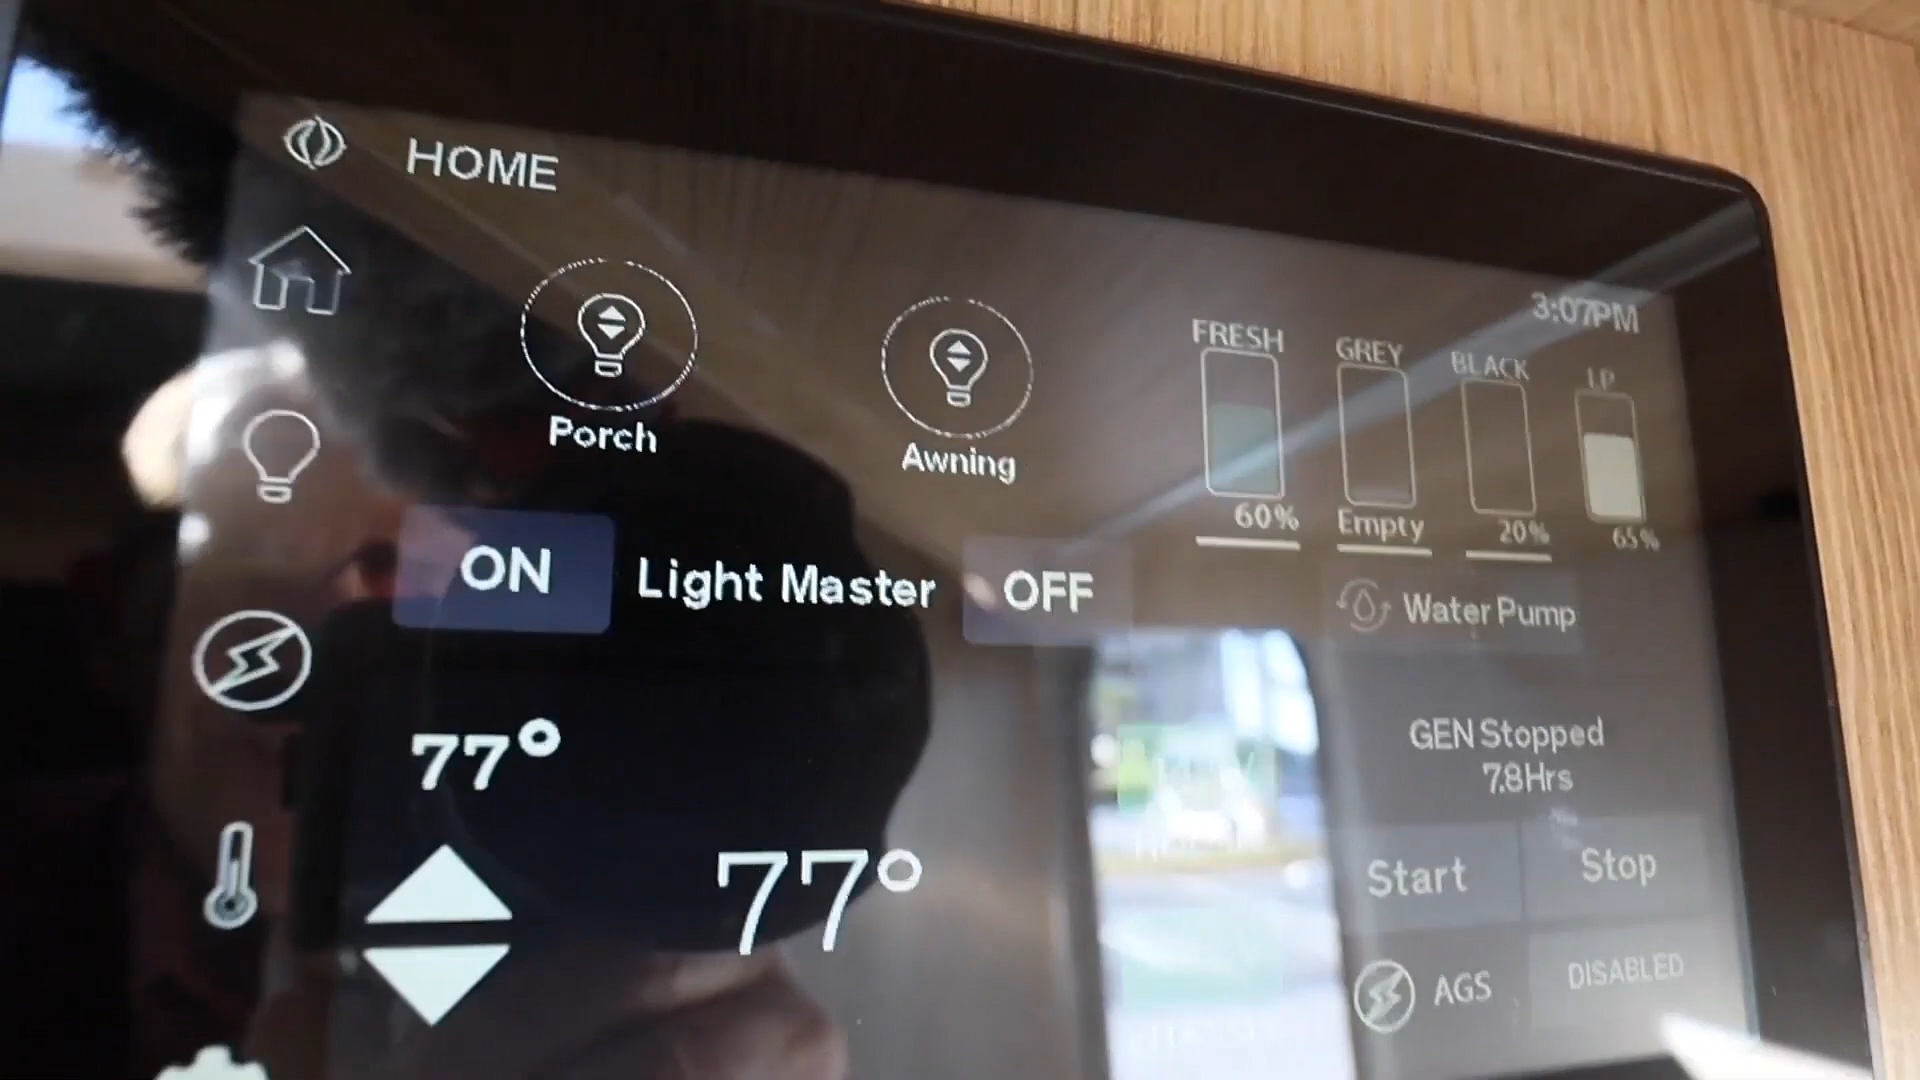 HOME
3:07PM
Porch
Awning
FRESH
60%
GREY
Empty
BLACK
20%
LP
65%
ON
Light Master
OFF
Water Pump
77°
77°
GEN Stopped
7.8Hrs
Start
Stop
AGS
DISABLED